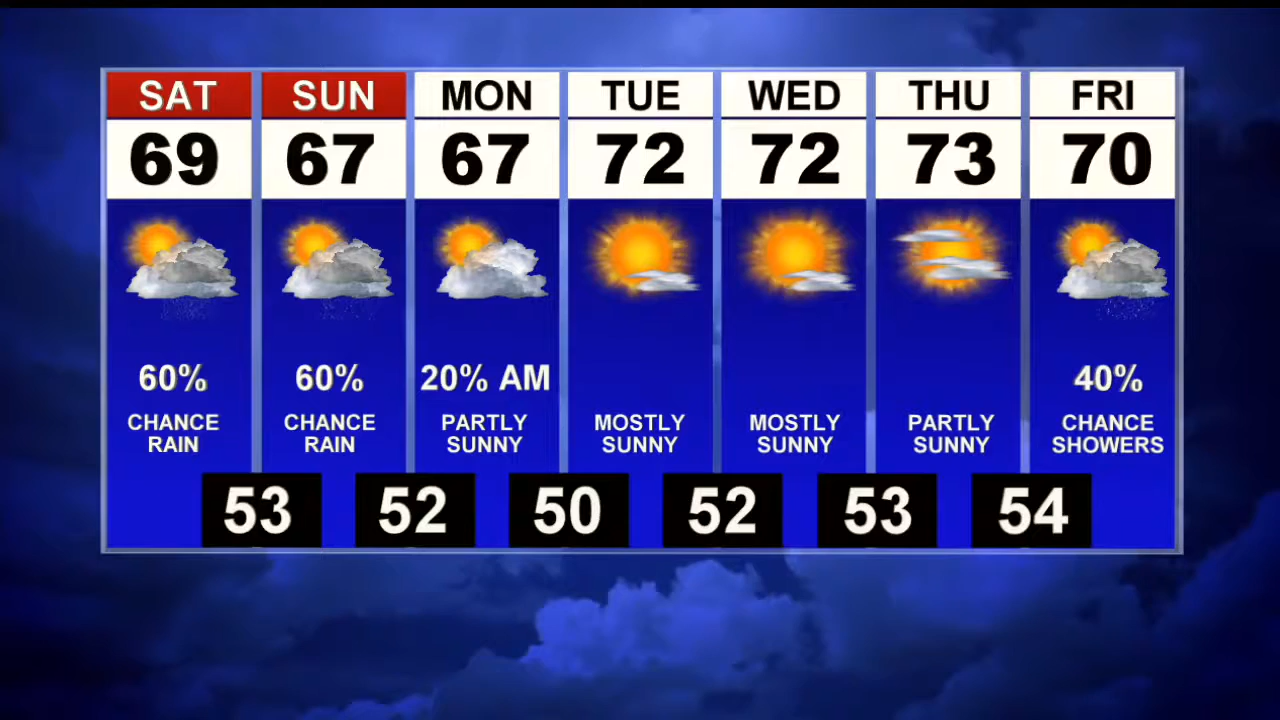 SAT SUN MON TUE WED THU FRI
69 67 67 72 72 73 70
60% 60% 20% AM 40%
CHANCE CHANCE PARTLY MOSTLY MOSTLY PARTLY CHANCE
RAIN RAIN SUNNY SUNNY SUNNY SUNNY SHOWERS
53 52 50 52 53 54